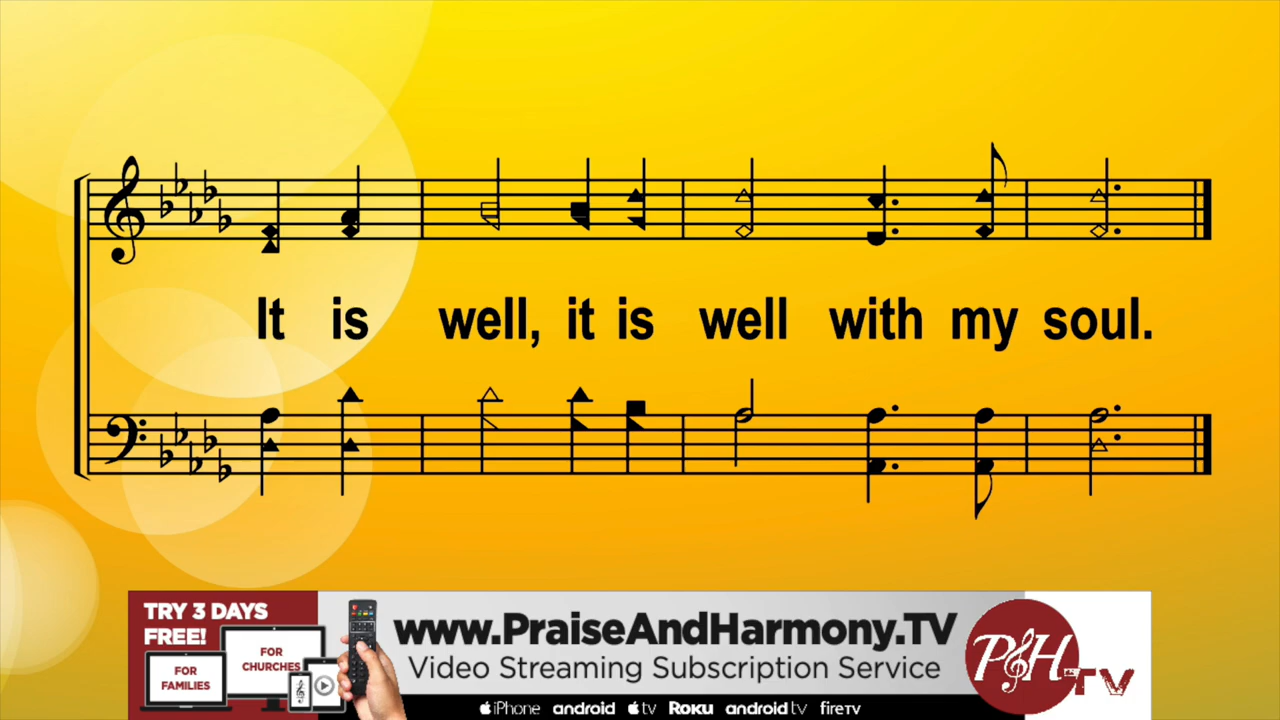 It is well, it is well with my soul.
TRY 3 DAYS
FREE!
FOR
FAMILIES
FOR
CHURCHES
www.PraiseAndHarmony.TV
Video Streaming Subscription Service
iPhone android tv Roku androidtv fireTV
P&H TV